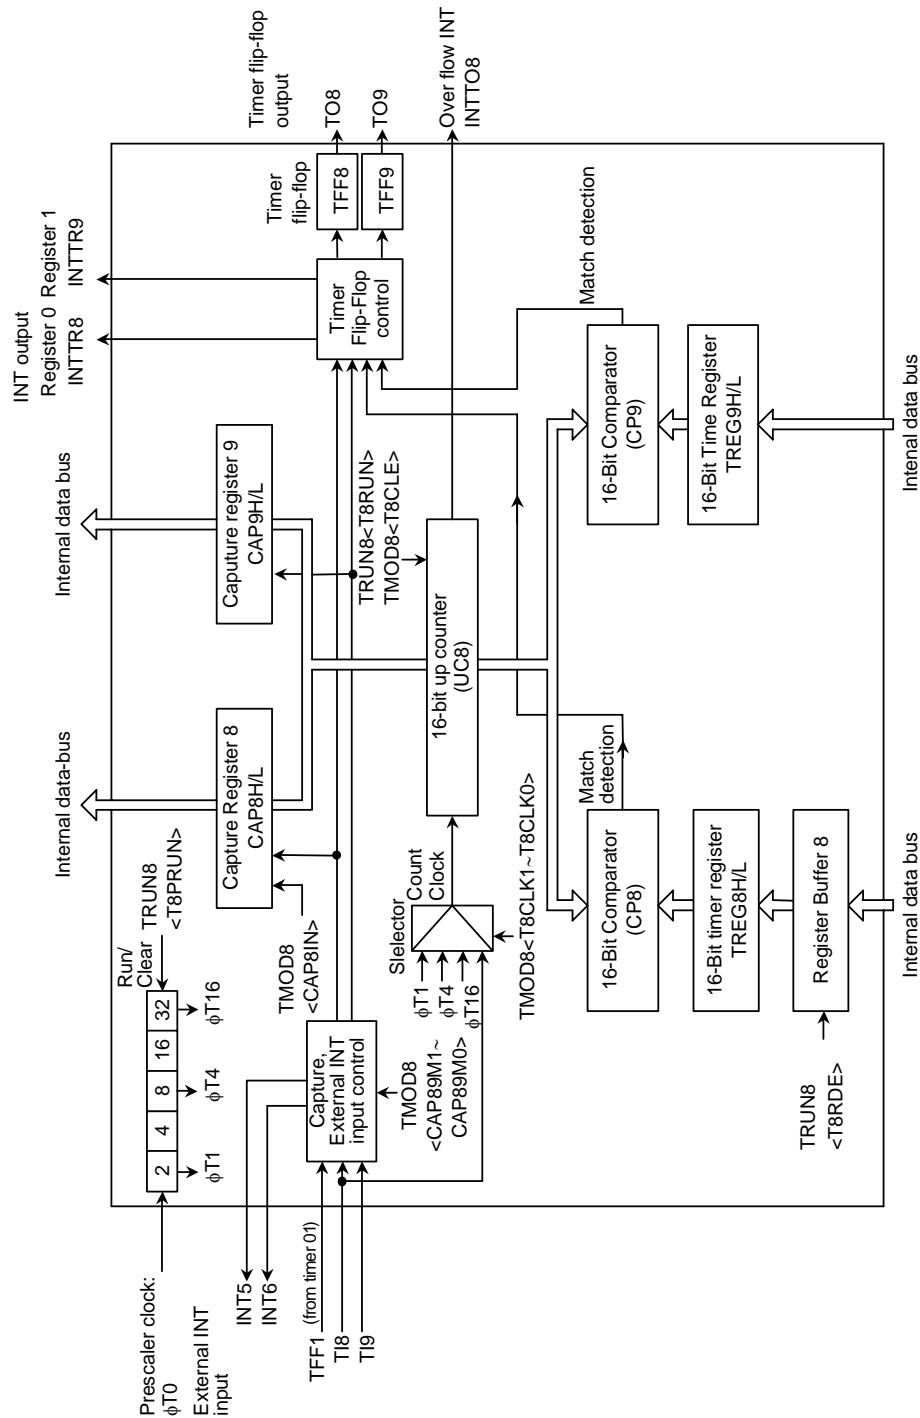 Prescaler clock:
φT0
External INT
input
2
4
8
16
32
φT1
φT4
φT16
Run/
Clear
TRUN8
<T8PRUN>
INT5
INT6
TFF1
(from timer 01)
TI8
TI9
Capture,
External INT
input control
TMOD8
<CAP89M1~
CAP89M0>
TMOD8
<CAP8IN>
Internal data-bus
Capture Register 8
CAP8H/L
Internal data bus
Caputure register 9
CAP9H/L
INT output
Register 0
INTTR8
Register 1
INTTR9
Timer
Flip-Flop
control
Timer
flip-flop
TFF8
TFF9
Timer flip-flop
output
TO8
TO9
Over flow INT
INTTO8
TRUN8<T8RUN>
TMOD8<T8CLE>
Slelector
φT1
φT4
φT16
Count
Clock
TMOD8<T8CLK1~T8CLK0>
16-bit up counter
(UC8)
Match
detection
Match detection
16-Bit Comparator
(CP8)
16-Bit Comparator
(CP9)
16-Bit timer register
TREG8H/L
16-Bit Time Register
TREG9H/L
Register Buffer 8
TRUN8
<T8RDE>
Internal data bus
Intenal data bus